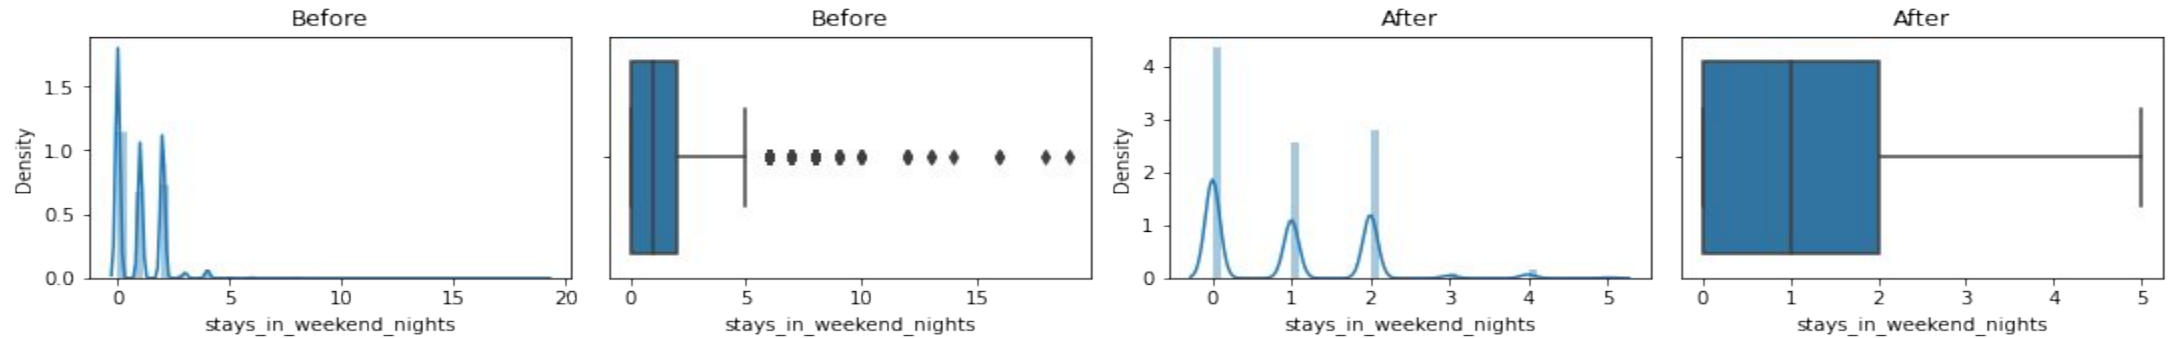 Before
Density
1.5
1.0
0.5
0.0
0 5 10 15 20
stays_in_weekend_nights
Before
0 5 10 15
stays_in_weekend_nights
After
Density
4
3
2
1
0
0 1 2 3 4 5
stays_in_weekend_nights
After
0 1 2 3 4 5
stays_in_weekend_nights